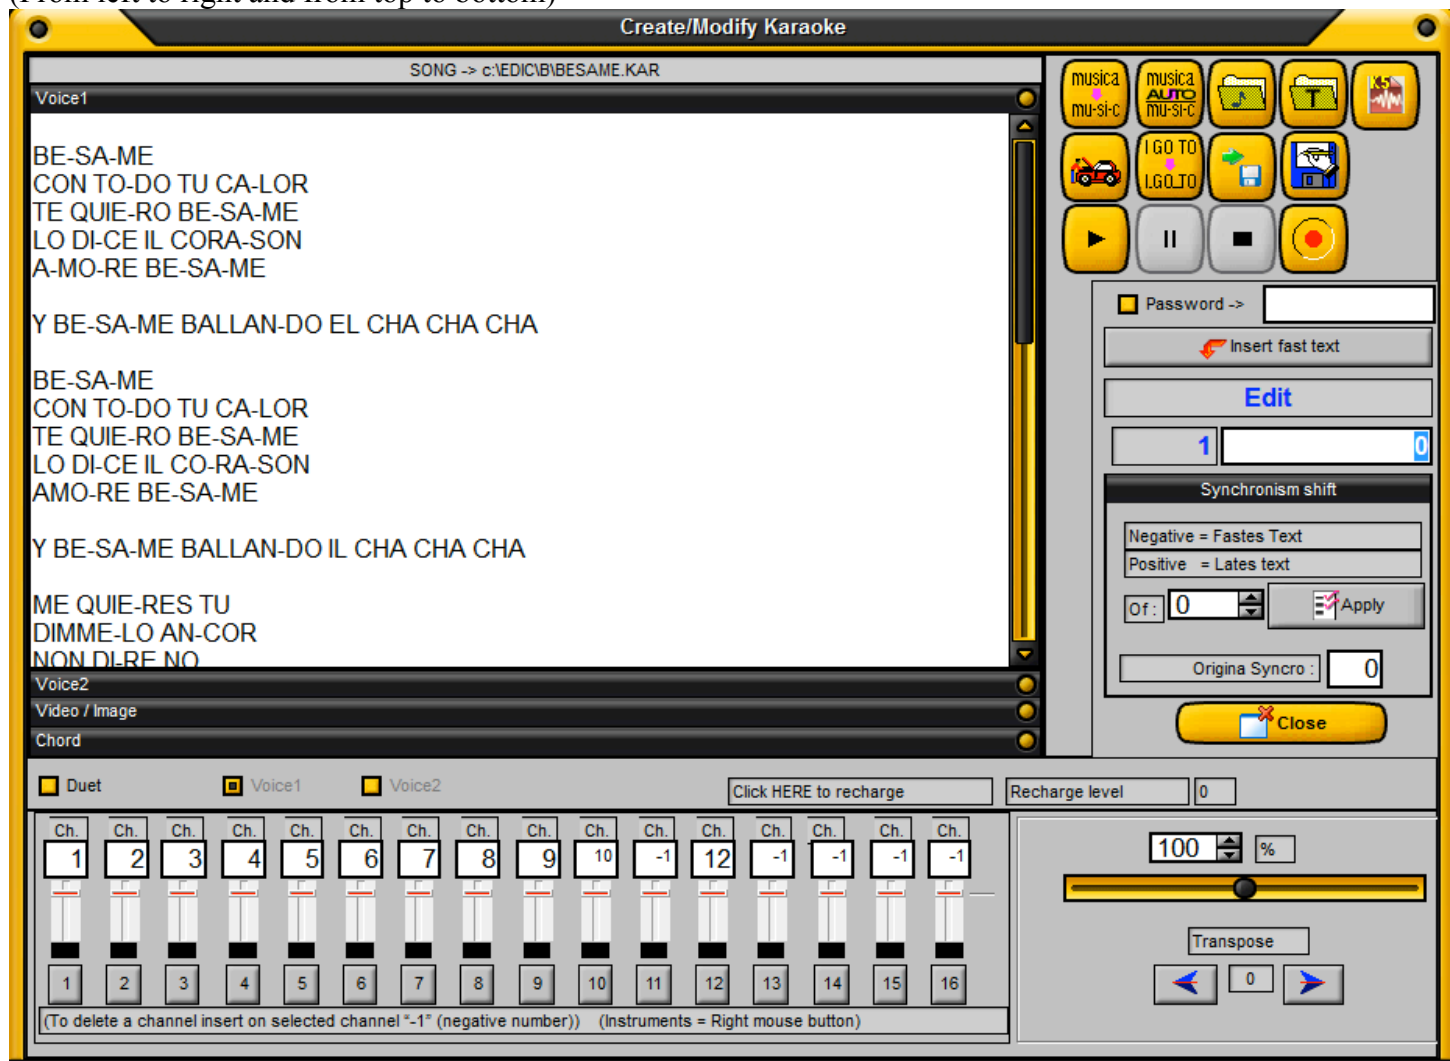 (From left to right and from top to bottom)
Create/Modify Karaoke
SONG -> c:\EDIC\B\BESAME.KAR
Voice1
BE-SA-ME
CON TO-DO TU CA-LOR
TE QUIE-RO BE-SA-ME
LO DI-CE IL CORA-SON
A-MO-RE BE-SA-ME
Y BE-SA-ME BALLAN-DO EL CHA CHA CHA
BE-SA-ME
CON TO-DO TU CA-LOR
TE QUIE-RO BE-SA-ME
LO DI-CE IL CO-RA-SON
AMO-RE BE-SA-ME
Y BE-SA-ME BALLAN-DO IL CHA CHA CHA
ME QUIE-RES TU
DIMME-LO AN-COR
NON DI-RE NO
Voice2
Video / Image
Chord
musica
mu-si-c
musica
AUTO
mu-si-c
T
I GO TO
I.GO_TO
Password ->
Insert fast text
Edit
1 0
Synchronism shift
Negative = Fastes Text
Positive = Lates text
Of : 0 Apply
Origina Syncro : 0
Close
Duet Voice1 Voice2 Click HERE to recharge Recharge level 0
Ch. Ch. Ch. Ch. Ch. Ch. Ch. Ch. Ch. Ch. Ch. Ch. Ch. Ch. Ch. Ch.
1 2 3 4 5 6 7 8 9 10 -1 12 -1 -1 -1 -1
1 2 3 4 5 6 7 8 9 10 11 12 13 14 15 16
(To delete a channel insert on selected channel “-1” (negative number)) (Instruments = Right mouse button)
100 %
Transpose
0